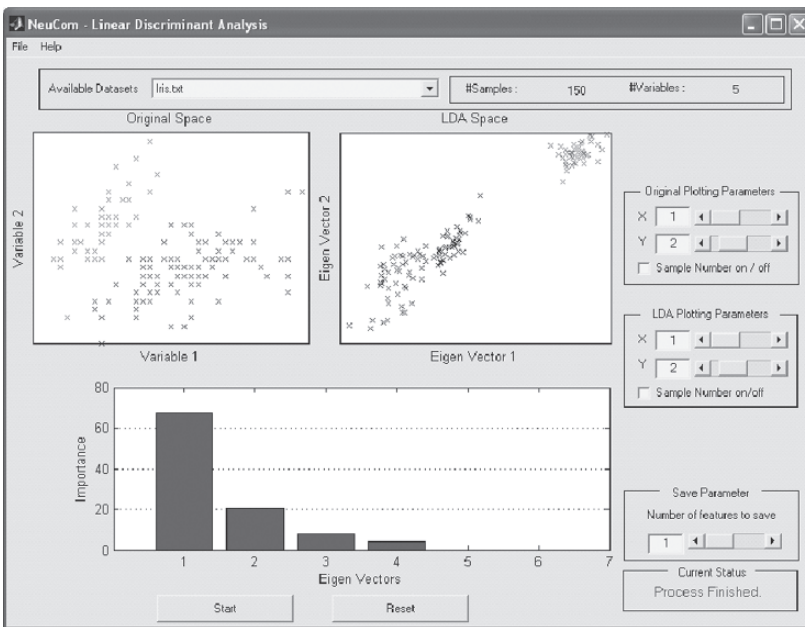 NeuCom - Linear Discriminant Analysis
File Help
Available Datasets Iris.txt #Samples : 150 #Variables : 5
Original Space
LDA Space
Variable 2
Variable 1
Eigen Vector 2
Eigen Vector 1
Original Plotting Parameters
X 1
Y 2
Sample Number on / off
LDA Plotting Parameters
X 1
Y 2
Sample Number on/off
80
60
40
20
0
Importance
1 2 3 4 5 6 7
Eigen Vectors
Save Parameter
Number of features to save
1
Current Status
Process Finished.
Start Reset